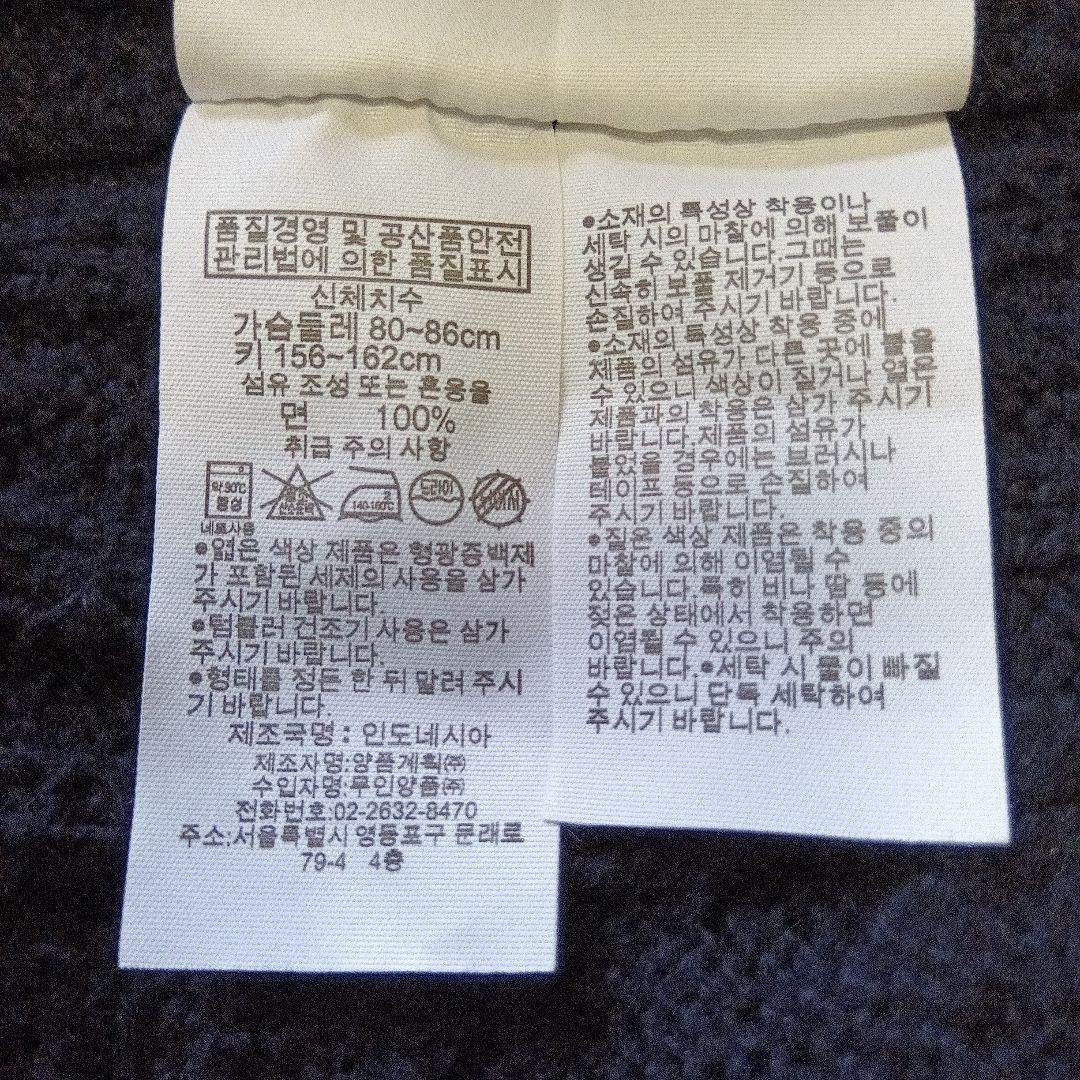 품질경영 및 공산품안전
관리법에 의한 품질표시
신체치수
가슴둘레 80~86cm
키 156~162cm
섬유 조성 또는 혼용율
면 100%
취급 주의 사항
약 30℃
중성
네트사용
염소
산소표백
2
140-160℃
드라이
●엷은 색상 제품은 형광증백제
가 포함된 세제의 사용을 삼가
주시기 바랍니다.
●텀블러 건조기 사용은 삼가
주시기 바랍니다.
●형태를 정돈 한 뒤 말려 주시
기 바랍니다.
제조국명: 인도네시아
제조자명:양품계획㈜
수입자명:무인양품㈜
전화번호:02-2632-8470
주소:서울특별시 영등포구 문래로
79-4 4층
●소재의 특성상 착용이나
세탁 시의 마찰에 의해 보풀이
생길 수 있습니다.그때는
신속히 보풀 제거기 등으로
손질하여 주시기 바랍니다.
●소재의 특성상 착용 중에
제품의 섬유가 다른 곳에 붙을
수 있으니 색상이 짙거나 엷은
제품과의 착용은 삼가 주시기
바랍니다.제품의 섬유가
붙었을 경우에는 브러시나
테이프 등으로 손질하여
주시기 바랍니다.
●짙은 색상 제품은 착용 중의
마찰에 의해 이염될 수
있습니다.특히 비나 땀 등에
젖은 상태에서 착용하면
이염될 수 있으니 주의
바랍니다.●세탁 시 물이 빠질
수 있으니 단독 세탁하여
주시기 바랍니다.